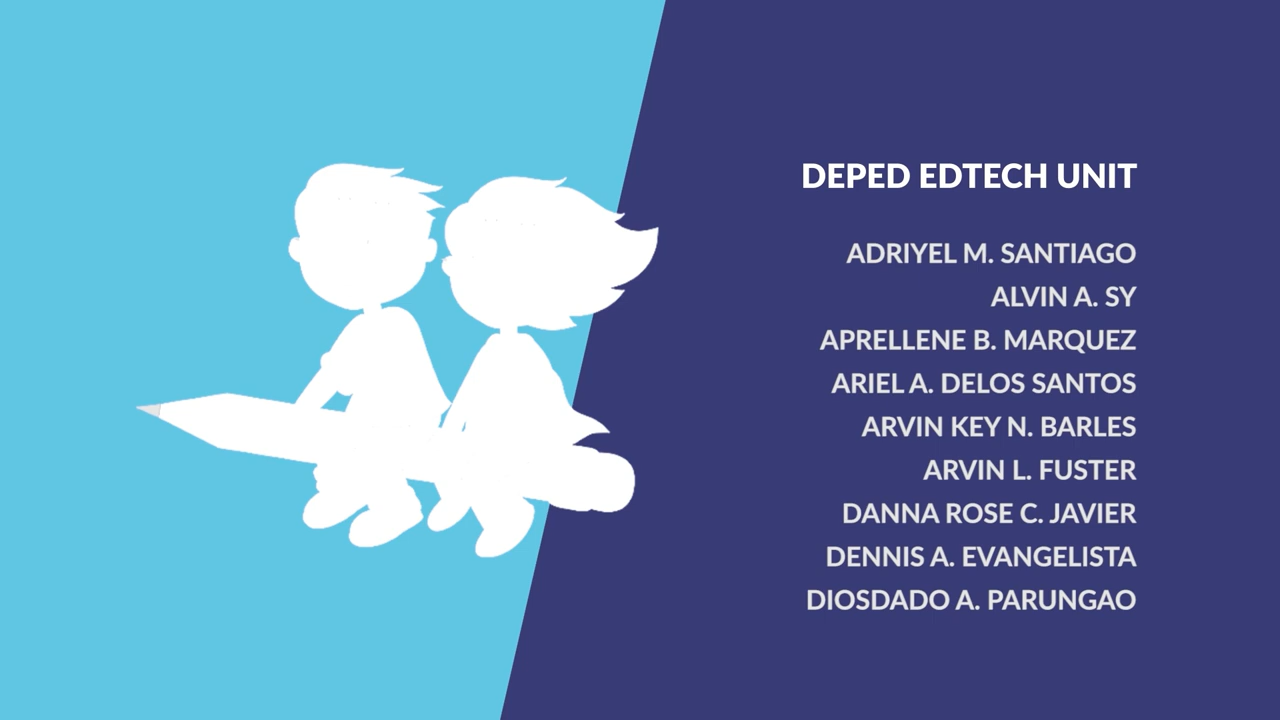 DEPED EDTECH UNIT
ADRIYEL M. SANTIAGO
ALVIN A. SY
APRELLENE B. MARQUEZ
ARIEL A. DELOS SANTOS
ARVIN KEY N. BARLES
ARVIN L. FUSTER
DANNA ROSE C. JAVIER
DENNIS A. EVANGELISTA
DIOSDADO A. PARUNGAO